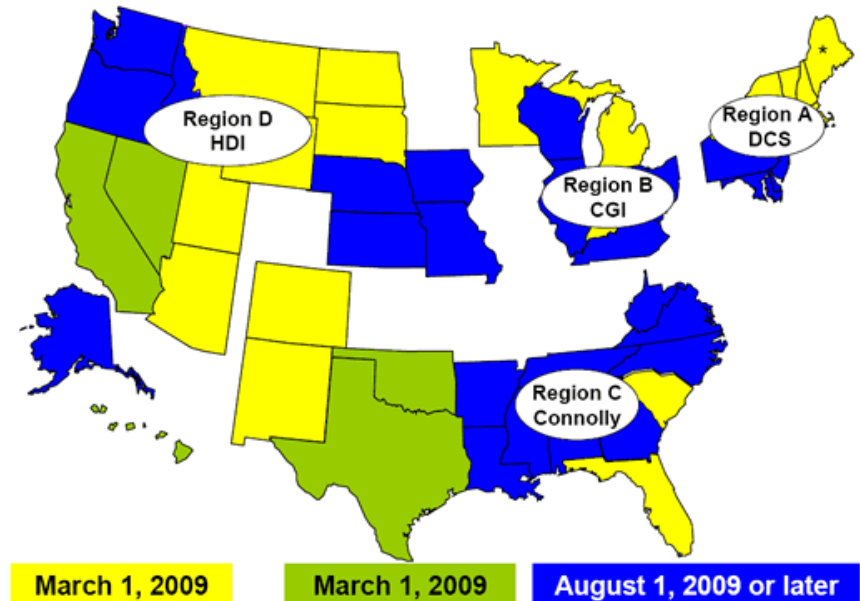 Region A
DCS
Region D
HDI
Region B
CGI
Region C
Connolly
*
March 1, 2009
March 1, 2009
August 1, 2009 or later